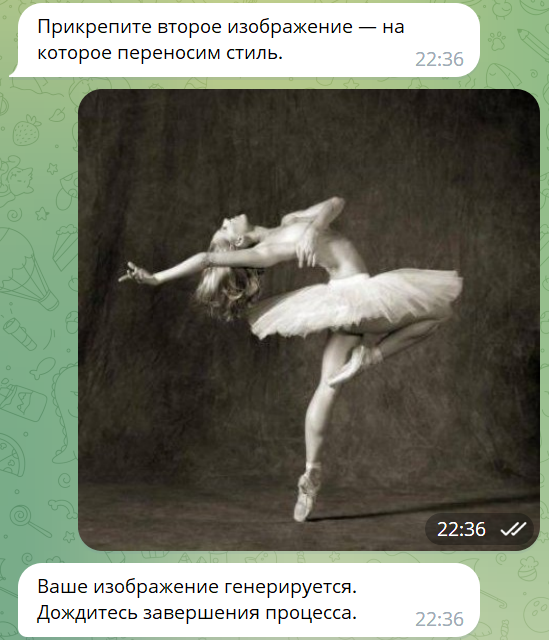 Прикрепите второе изображение — на
которое переносим стиль.
22:36
22:36
Ваше изображение генерируется.
Дождитесь завершения процесса.
22:36